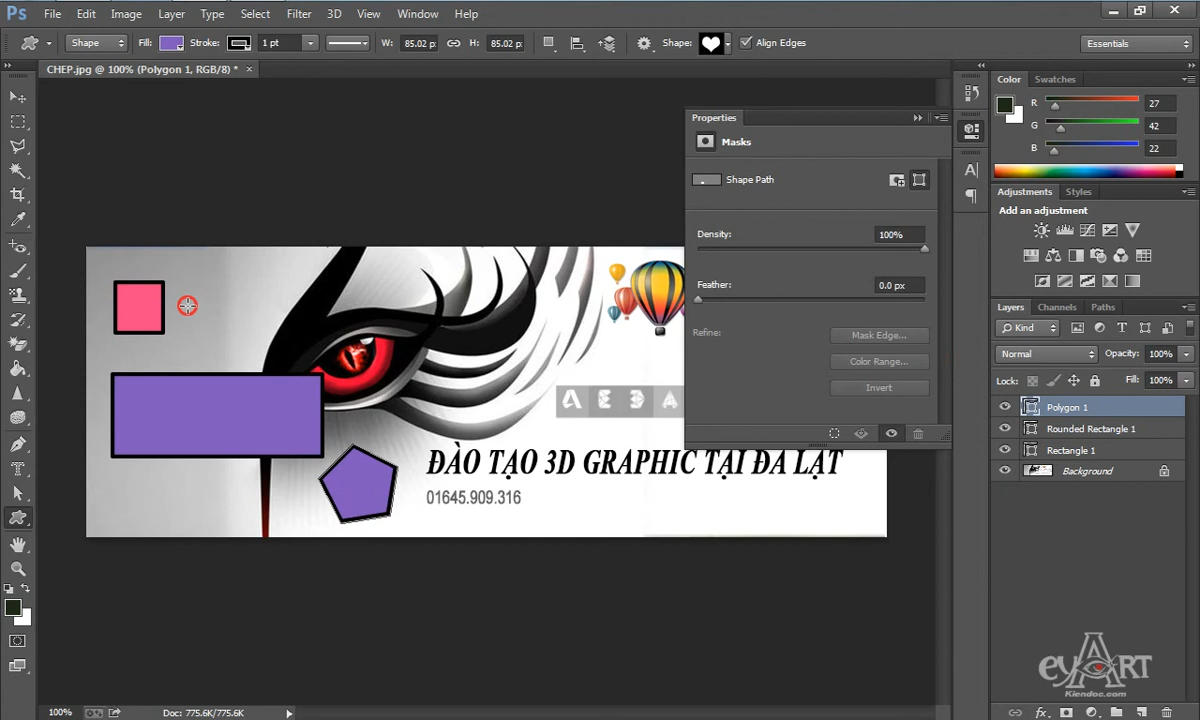 Ps File Edit Image Layer Type Select Filter 3D View Window Help
Shape Fill: Stroke: 1 pt W: 85.02 p: H: 85.02 p: Shape: Align Edges Essentials
CHEP.jpg @ 100% (Polygon 1, RGB/8) * ×
Properties
Masks
Shape Path
Density: 100%
Feather: 0.0 px
Refine: Mask Edge...
Color Range...
Invert
Color Swatches
R 27
G 42
B 22
Adjustments Styles
Add an adjustment
Layers Channels Paths
Kind
Normal Opacity: 100%
Lock: Fill: 100%
Polygon 1
Rounded Rectangle 1
Rectangle 1
Background
ĐÀO TẠO 3D GRAPHIC TẠI ĐA LẠT
01645.909.316
eyART
Kiendoc.com
100% Doc: 775.6K/775.6K